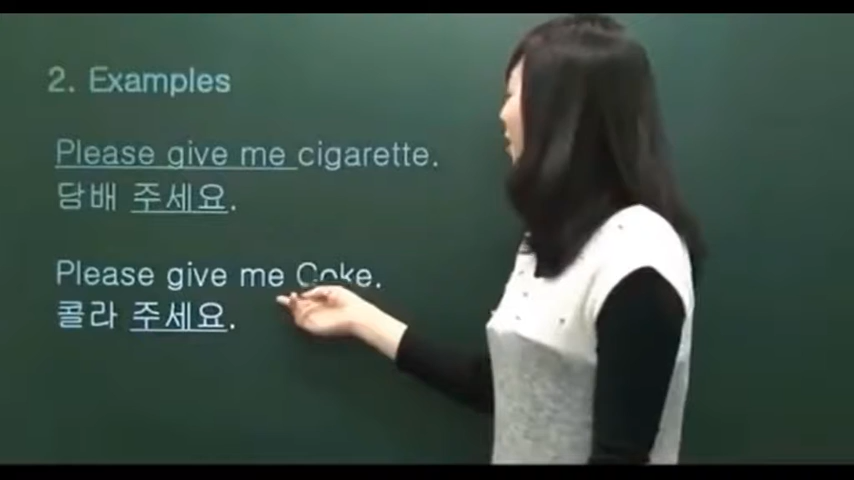 2. Examples
Please give me cigarette.
담배 주세요.
Please give me Coke.
콜라 주세요.